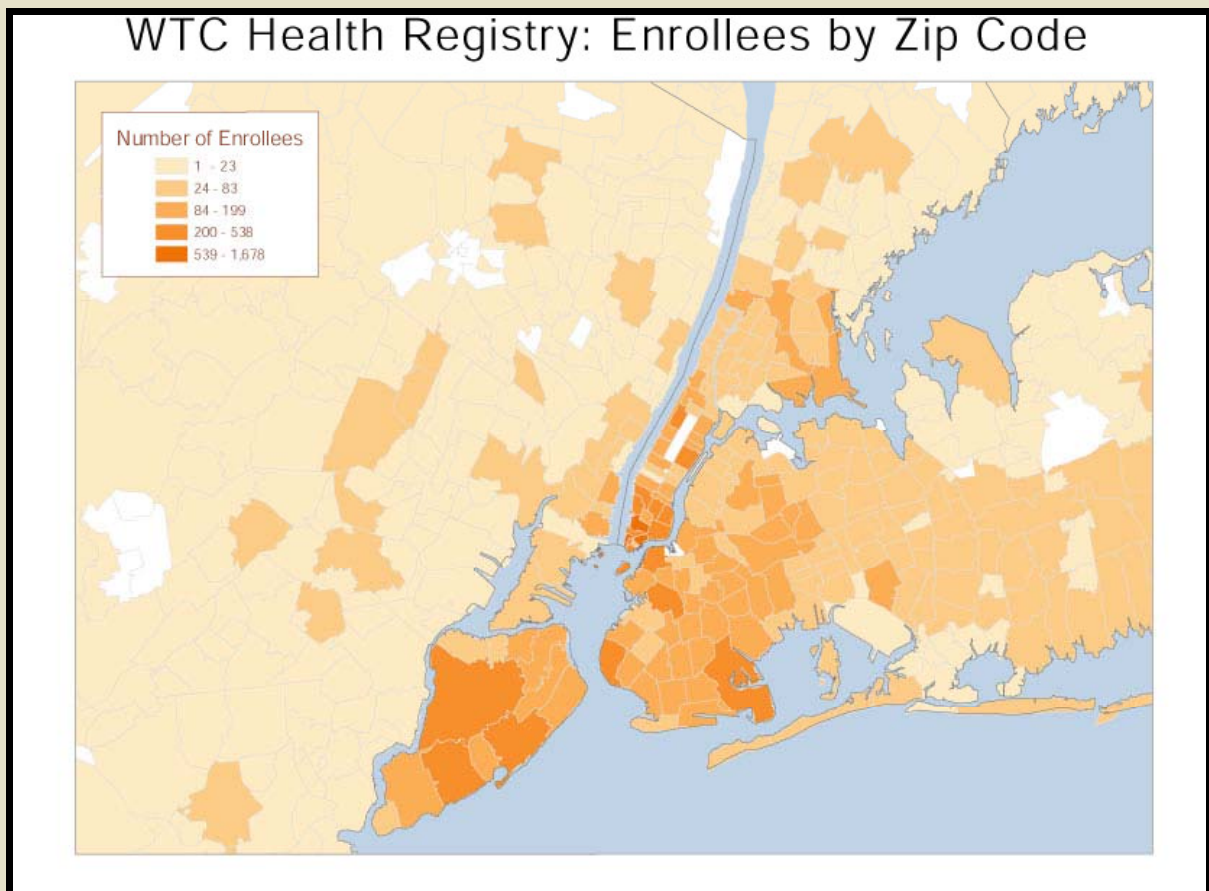 WTC Health Registry: Enrollees by Zip Code
Number of Enrollees
1 - 23
24 - 83
84 - 199
200 - 538
539 - 1,678